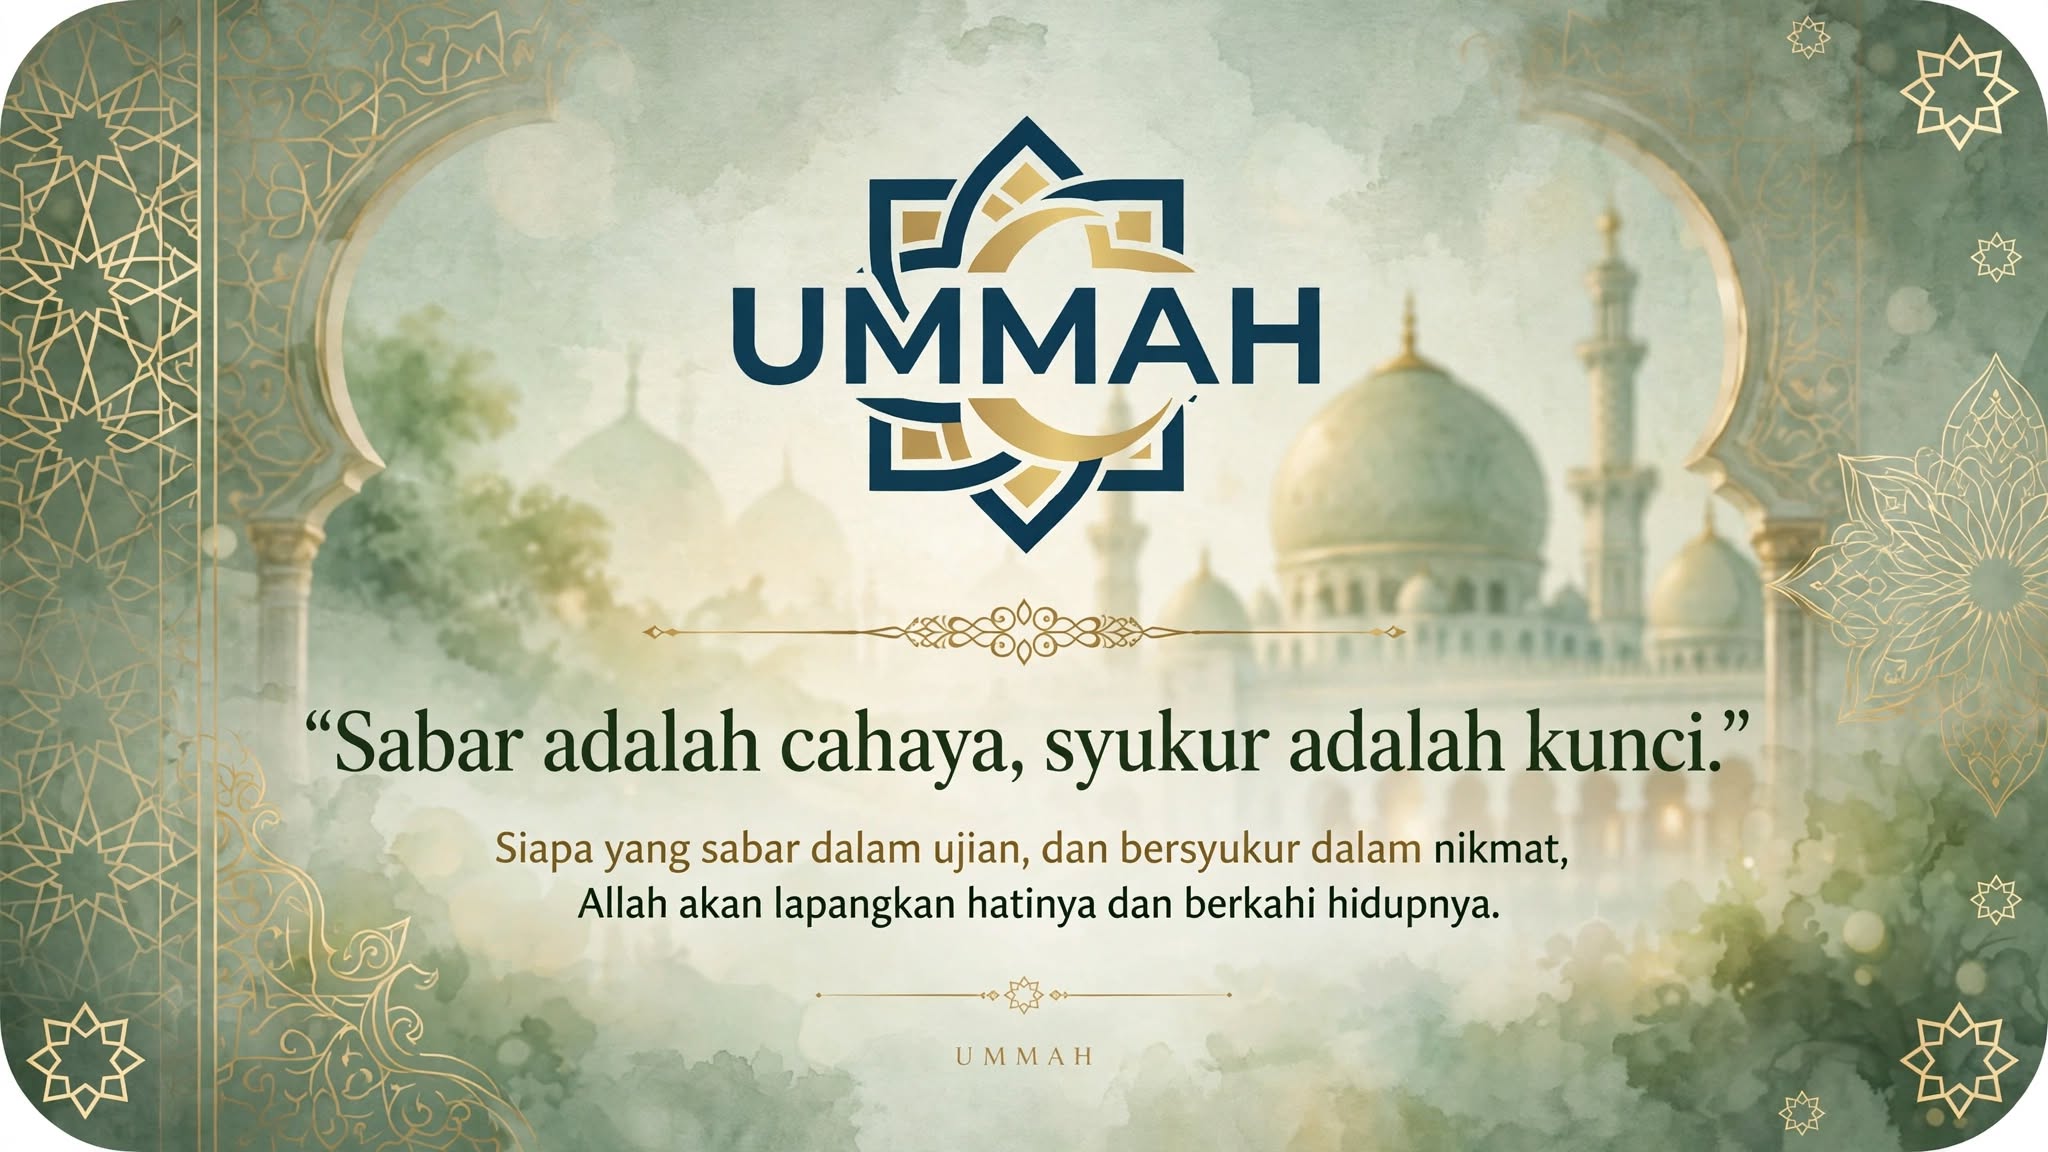 UMMAH
“Sabar adalah cahaya, syukur adalah kunci.”
Siapa yang sabar dalam ujian, dan bersyukur dalam nikmat,
Allah akan lapangkan hatinya dan berkahi hidupnya.
UMMAH